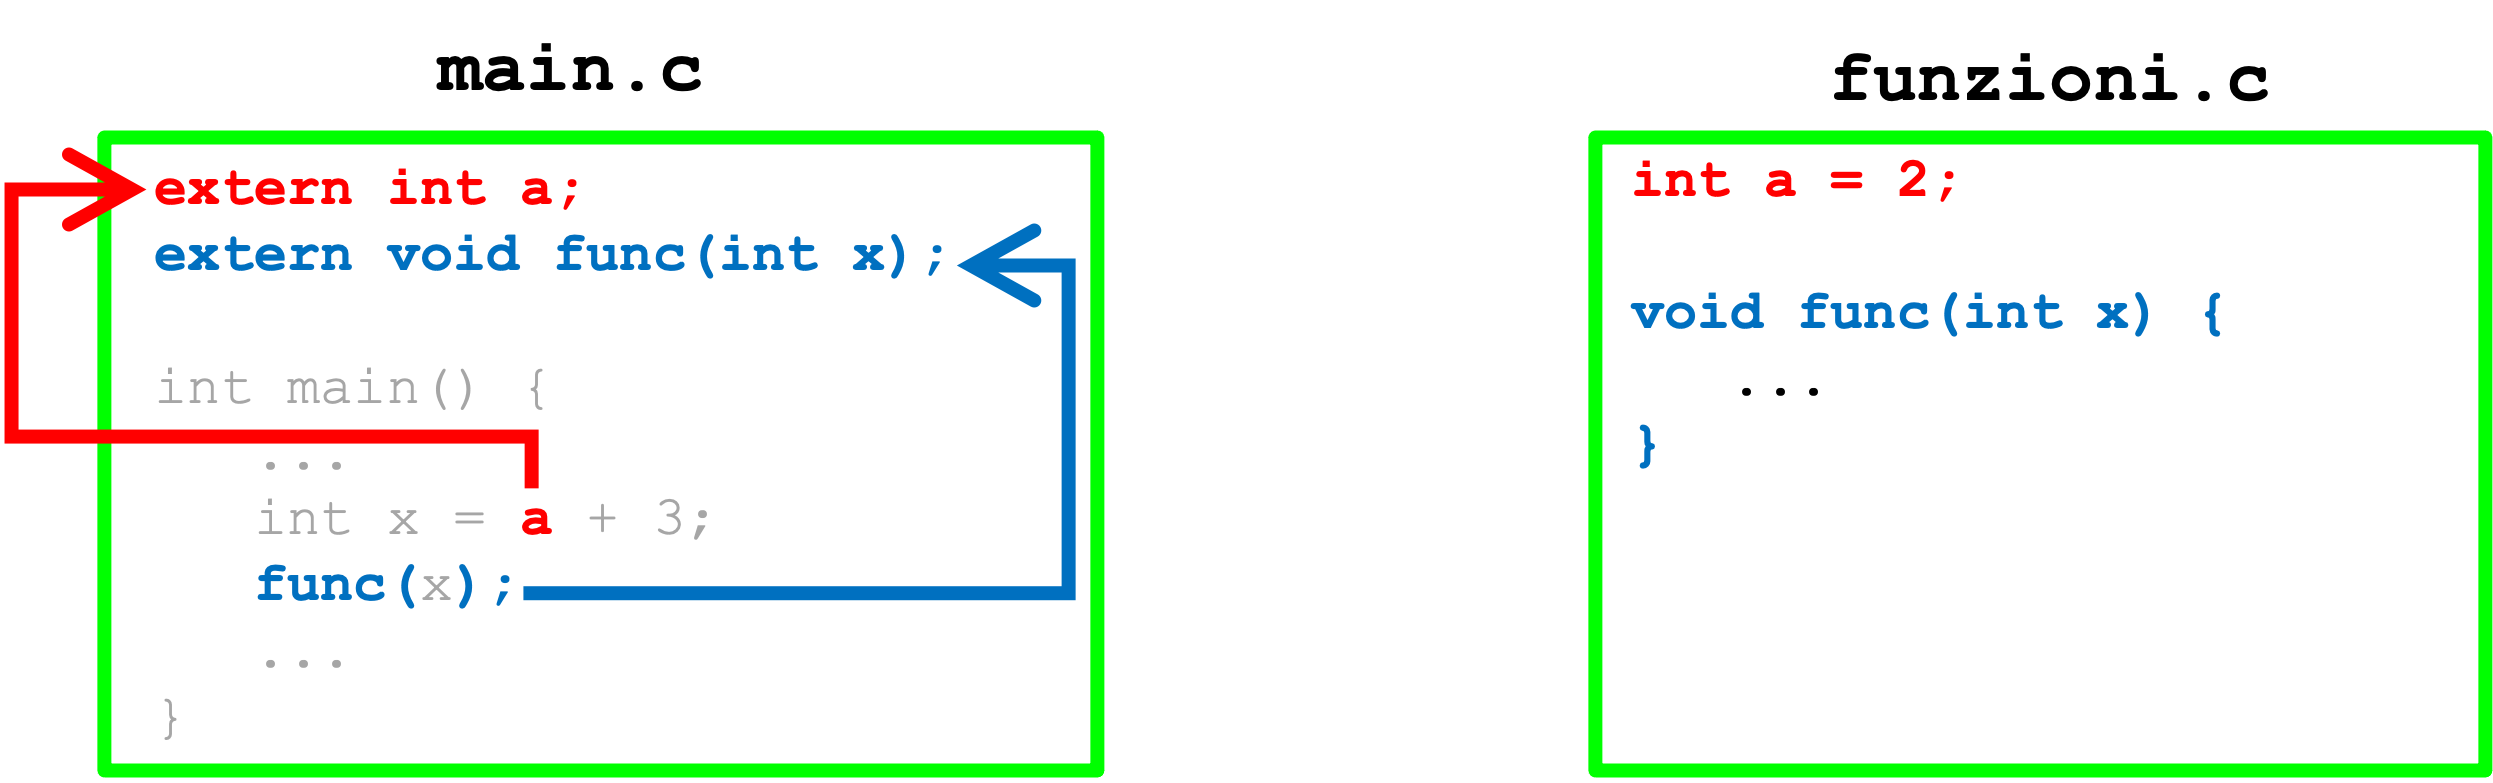 main.c
extern int a;
extern void func(int x);
int main() {
...
int x = a + 3;
func(x);
...
}
funzioni.c
int a = 2;
void func(int x) {
...
}